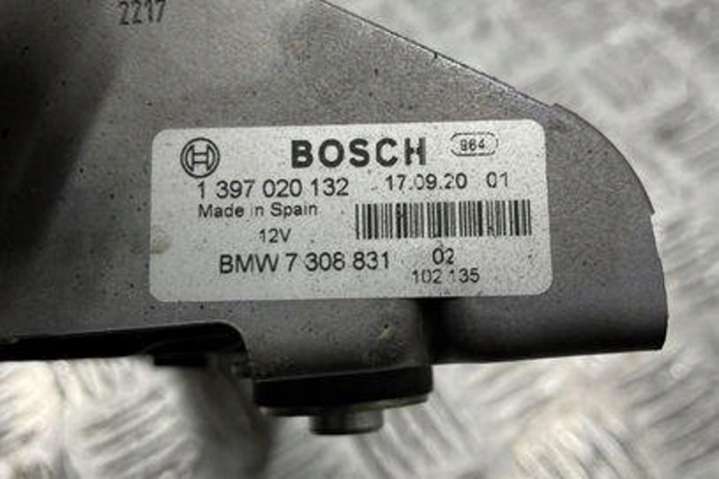 2217
BOSCH 964
1 397 020 132 17.09.20 01
Made in Spain
12V
BMW 7 308 831 02
102 135